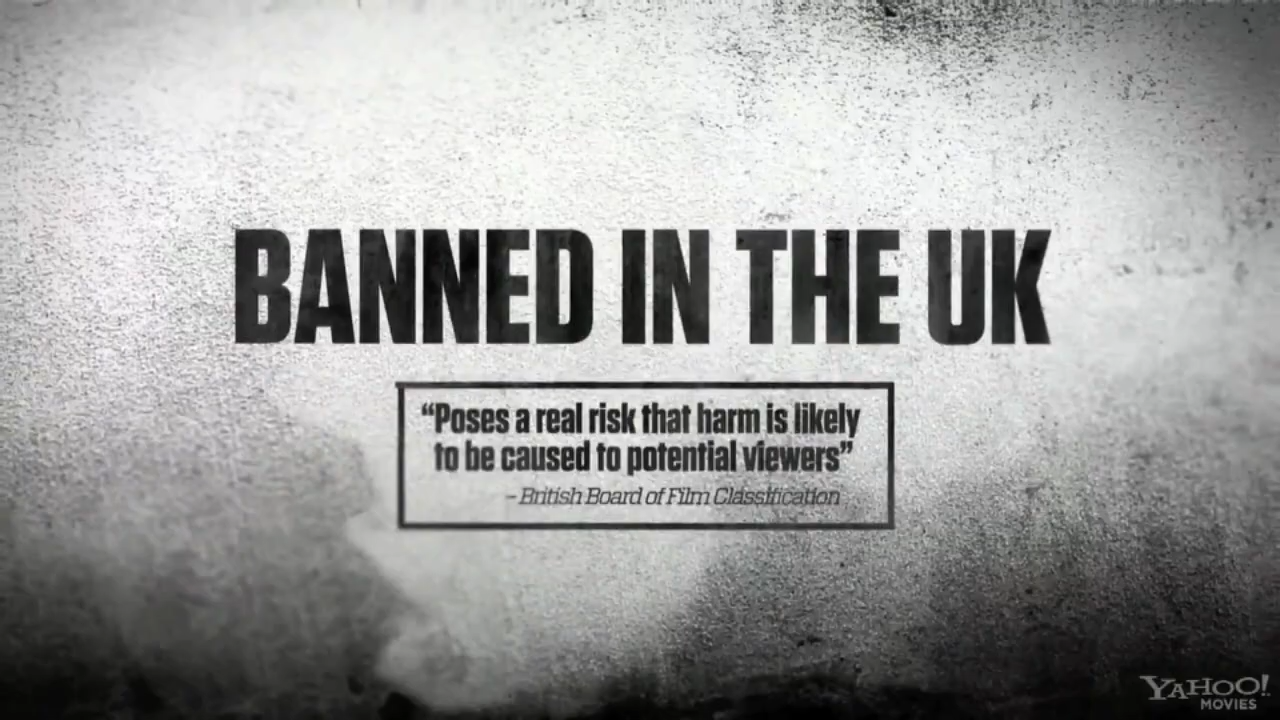 BANNED IN THE UK
“Poses a real risk that harm is likely
to be caused to potential viewers”
– British Board of Film Classification
YAHOO!
MOVIES